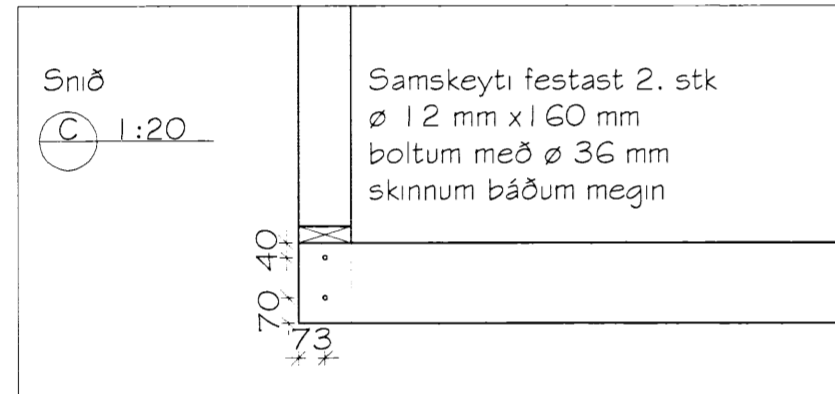 Snið
C 1:20
Samskeyti festast 2. stk
ø 12 mm x160 mm
boltum með ø 36 mm
skinnum báðum megin
40
70
73